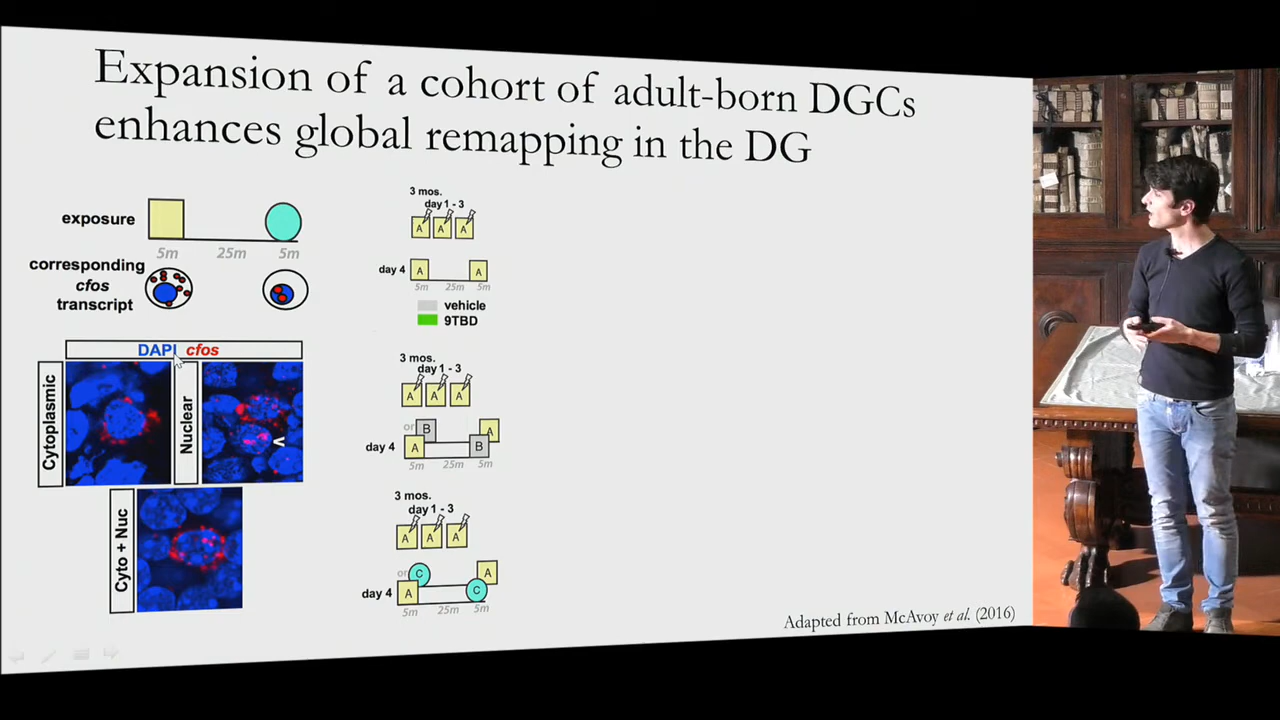 Expansion of a cohort of adult-born DGCs
enhances global remapping in the DG
exposure
5m 25m 5m
corresponding
cfos
transcript
DAPI cfos
Cytoplasmic
Nuclear
<
Cyto + Nuc
3 mos.
day 1 - 3
A A A
day 4 A A
5m 25m 5m
vehicle
9TBD
3 mos.
day 1 - 3
A A A
or B A
day 4 A B
5m 25m 5m
3 mos.
day 1 - 3
A A A
or C A
day 4 A C
5m 25m 5m
Adapted from McAvoy et al. (2016)